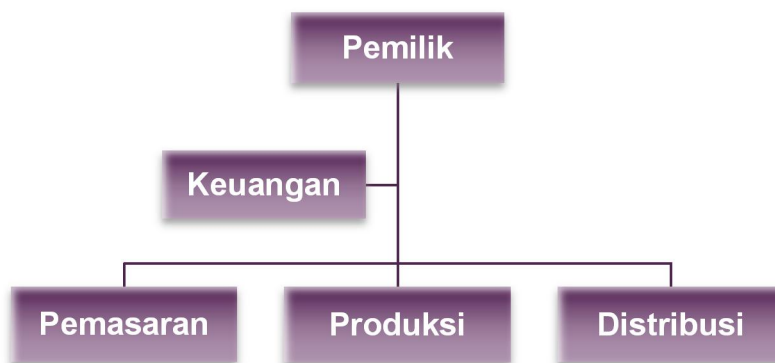 Pemilik
Keuangan
Pemasaran
Produksi
Distribusi